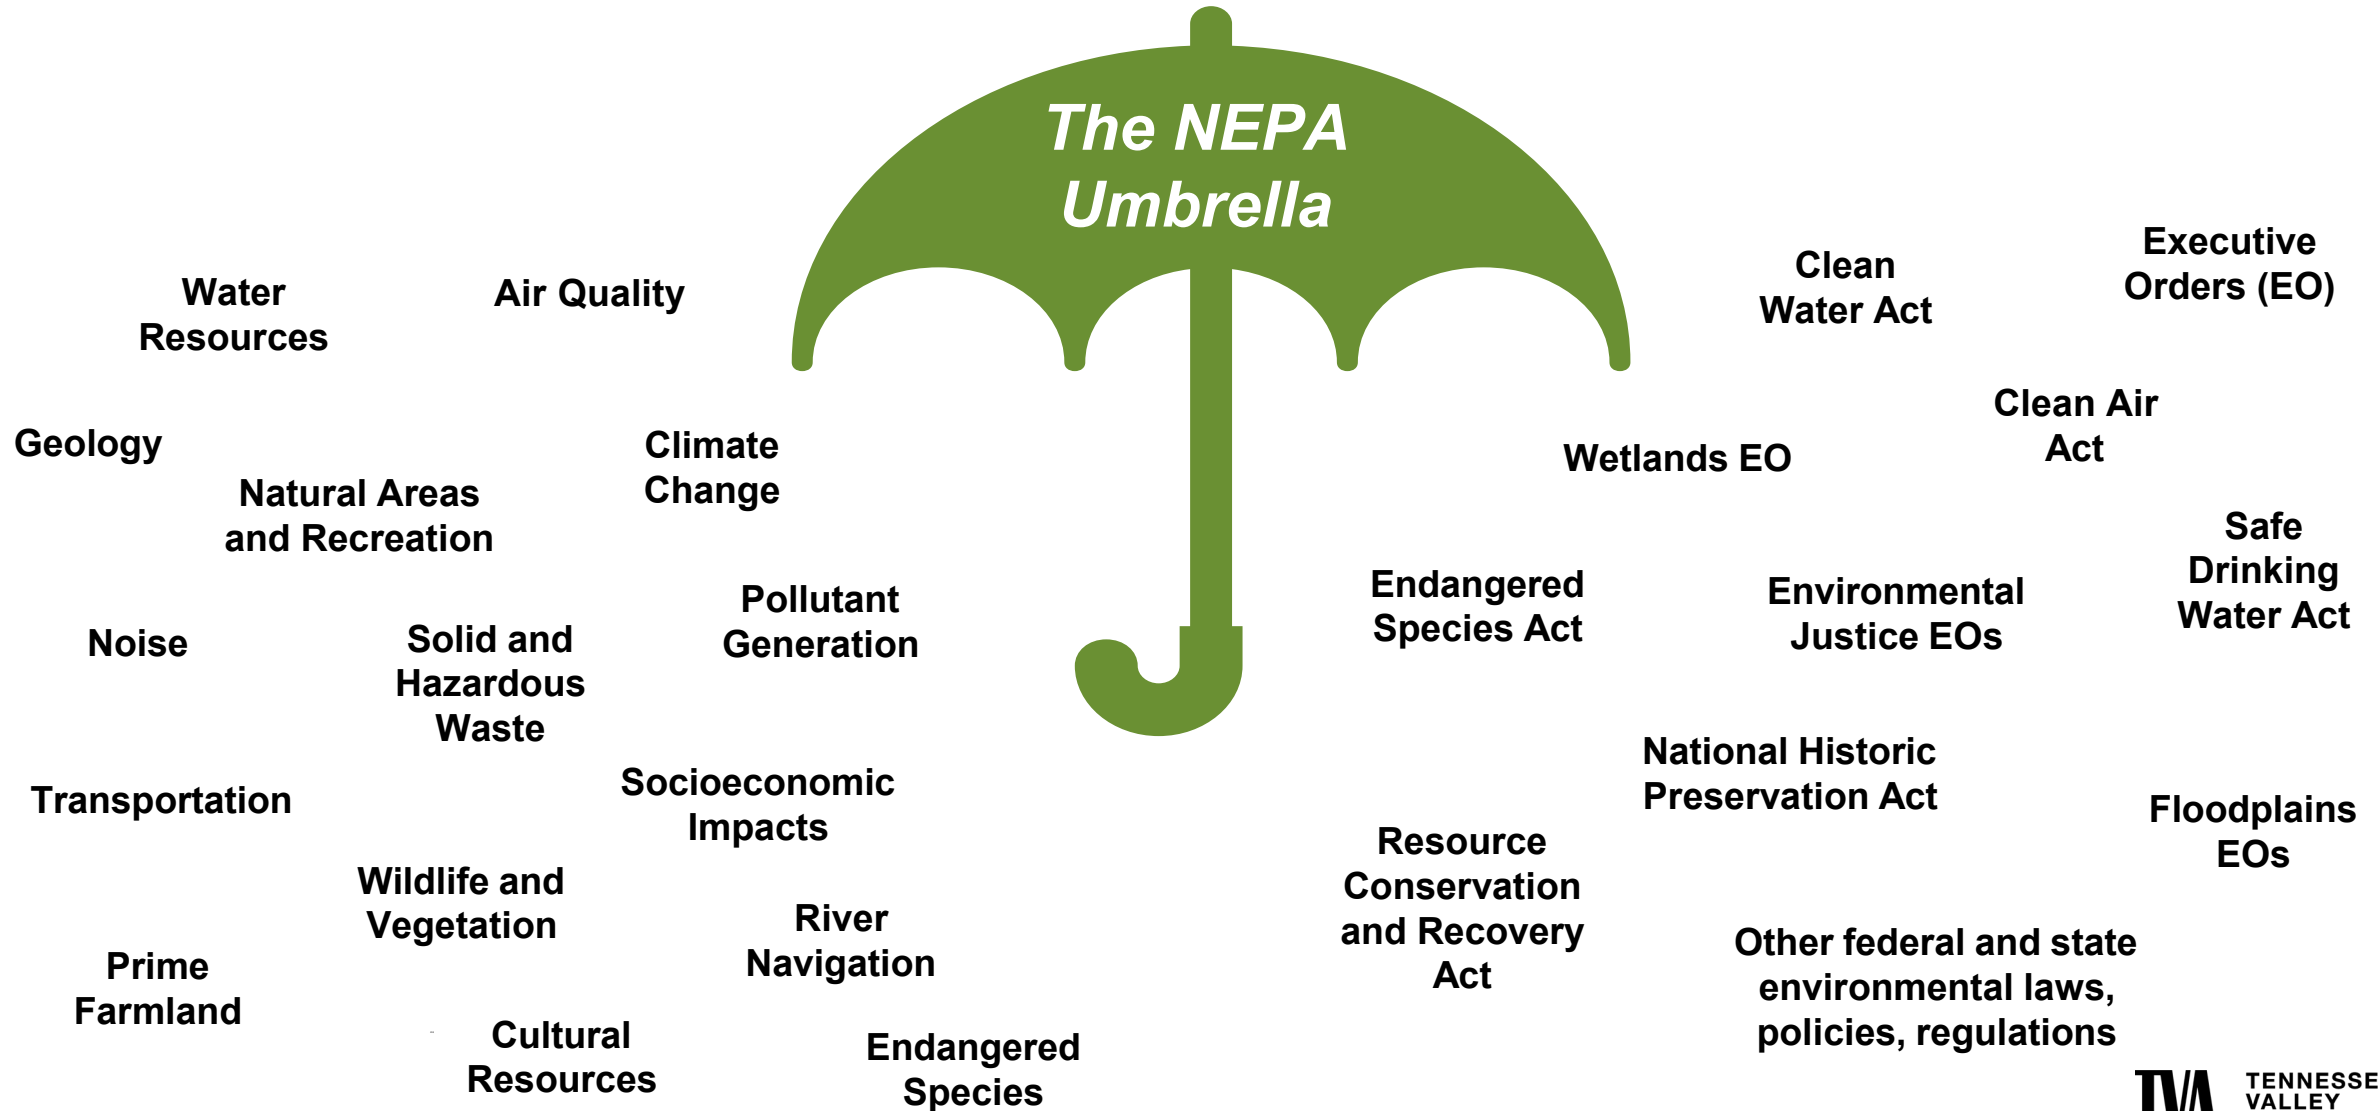 The NEPA
Umbrella
Water
Resources
Air Quality
Geology
Natural Areas
and Recreation
Climate
Change
Noise
Solid and
Hazardous
Waste
Pollutant
Generation
Transportation
Socioeconomic
Impacts
Wildlife and
Vegetation
River
Navigation
Prime
Farmland
Cultural
Resources
Endangered
Species
Clean
Water Act
Executive
Orders (EO)
Wetlands EO
Clean Air
Act
Endangered
Species Act
Environmental
Justice EOs
Safe
Drinking
Water Act
National Historic
Preservation Act
Floodplains
EOs
Resource
Conservation
and Recovery
Act
Other federal and state
environmental laws,
policies, regulations
TVA
TENNESSE
VALLEY